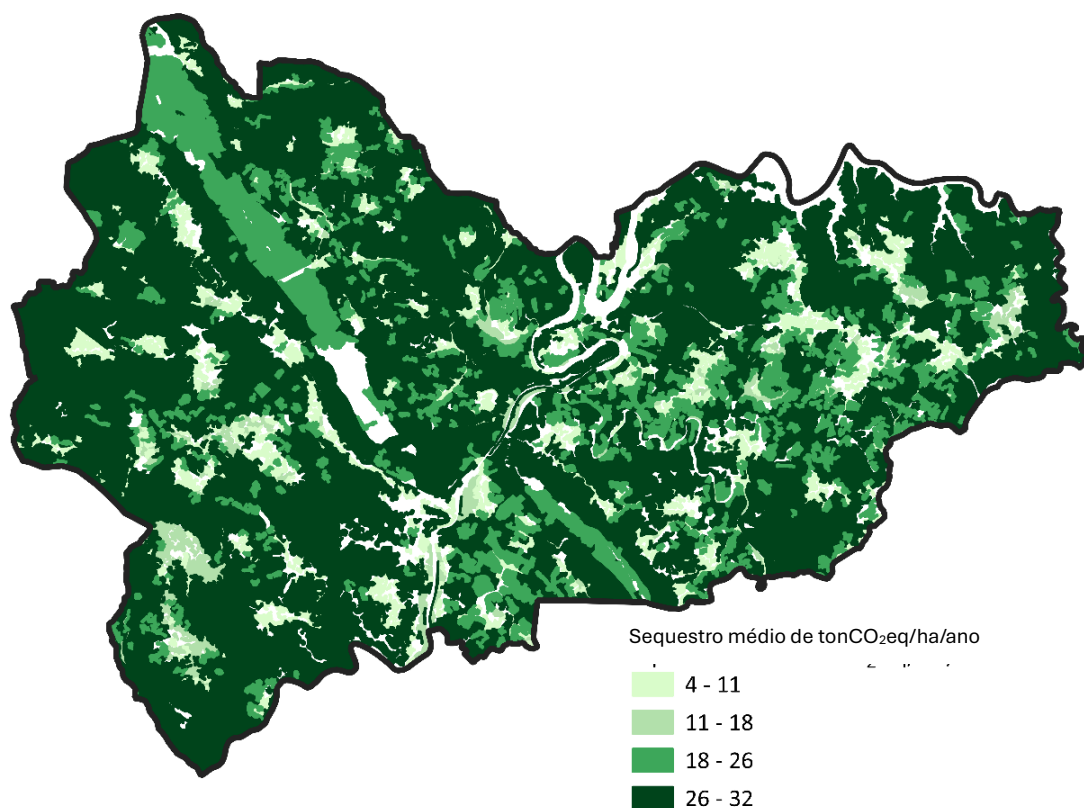 Sequestro médio de tonCO₂eq/ha/ano
4 - 11
11 - 18
18 - 26
26 - 32